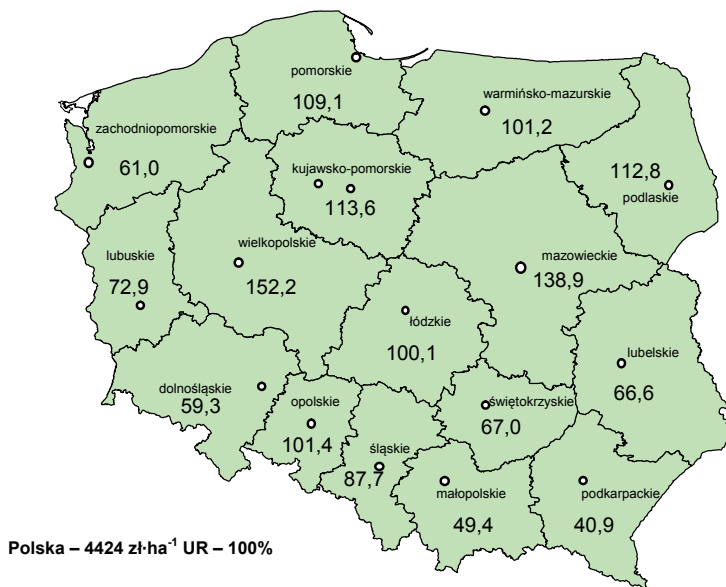 pomorskie
109,1
warmińsko-mazurskie
101,2
zachodniopomorskie
61,0
112,8
podlaskie
kujawsko-pomorskie
113,6
wielkopolskie
152,2
mazowieckie
138,9
lubuskie
72,9
łódzkie
100,1
lubelskie
66,6
dolnośląskie
59,3
opolskie
101,4
świętokrzyskie
67,0
śląskie
87,7
małopolskie
49,4
podkarpackie
40,9
Polska – 4424 zł·ha⁻¹ UR – 100%